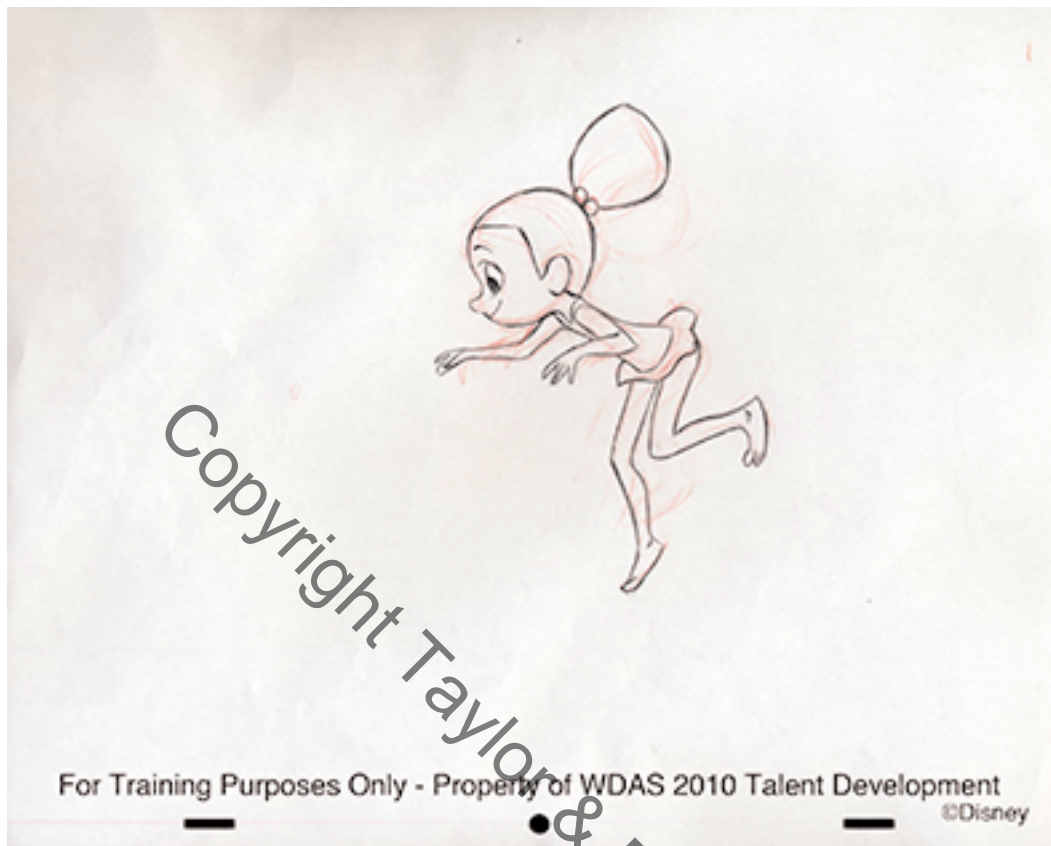 Copyright Taylor &
For Training Purposes Only - Property of WDAS 2010 Talent Development
©Disney